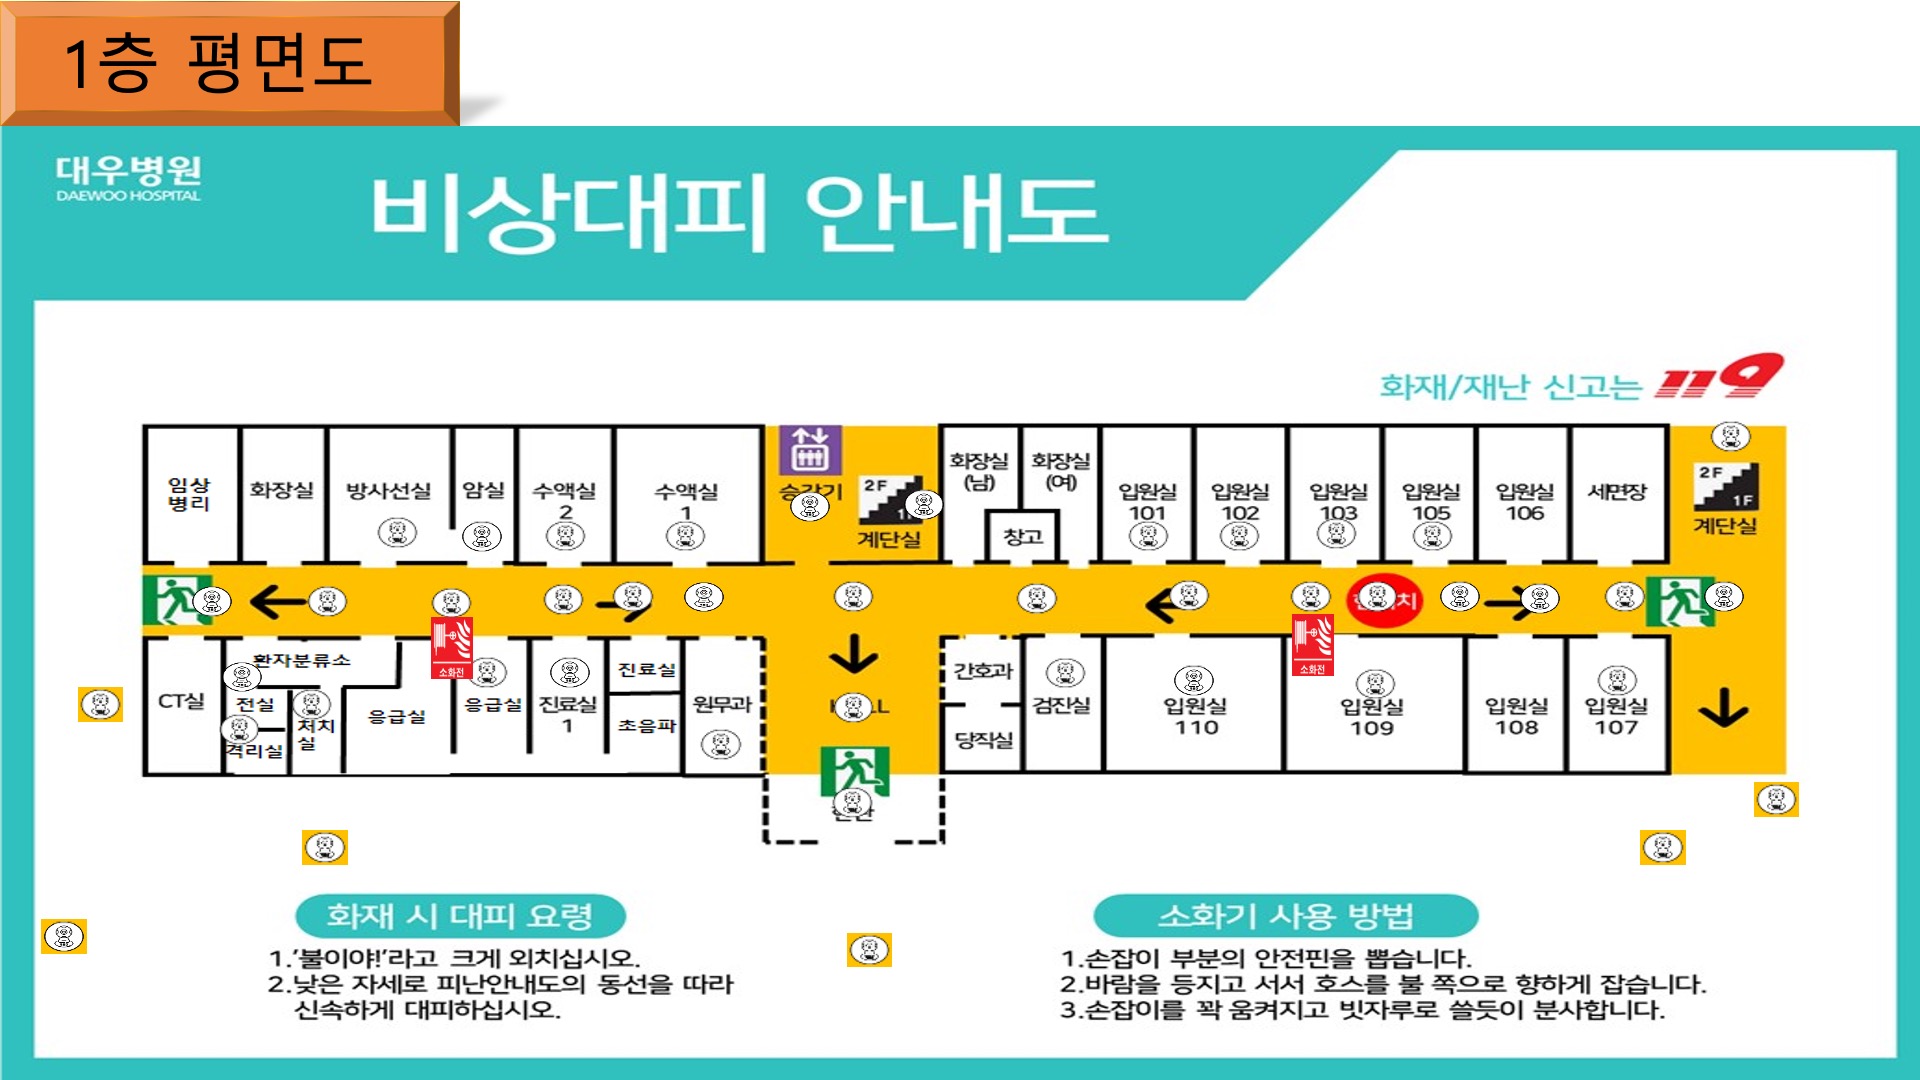 1층 평면도
대우병원
DAEWOO HOSPITAL
비상대피 안내도
화재/재난 신고는 119
임상
병리
화장실
방사선실
암실
수액실
2
수액실
1
승강기
2F
계단실
화장실
(남)
화장실
(여)
창고
입원실
101
입원실
102
입원실
103
입원실
105
입원실
106
세면장
2F
1F
계단실
소화전
소화전
CT실
환자분류소
전실
격리실
처치
실
응급실
응급실
진료실
1
진료실
초음파
원무과
간호과
당직실
검진실
입원실
110
입원실
109
입원실
108
입원실
107
화재 시 대피 요령
1.'불이야!'라고 크게 외치십시오.
2.낮은 자세로 피난안내도의 동선을 따라
신속하게 대피하십시오.
소화기 사용 방법
1.손잡이 부분의 안전핀을 뽑습니다.
2.바람을 등지고 서서 호스를 불 쪽으로 향하게 잡습니다.
3.손잡이를 꽉 움켜지고 빗자루로 쓸듯이 분사합니다.